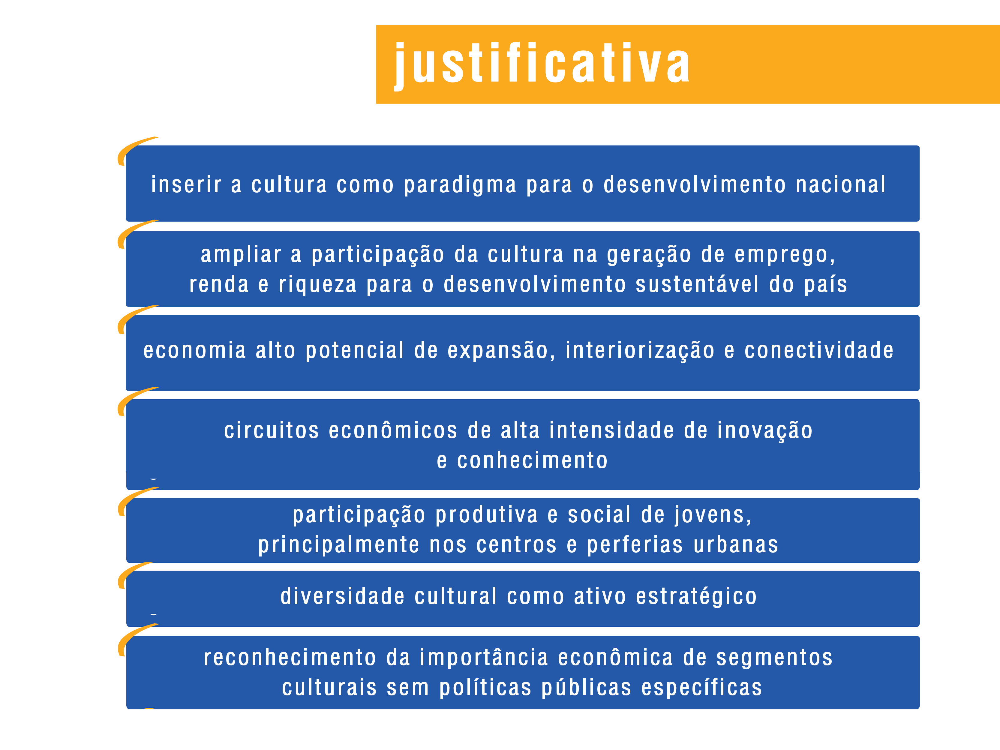 justificativa
inserir a cultura como paradigma para o desenvolvimento nacional
ampliar a participação da cultura na geração de emprego,
renda e riqueza para o desenvolvimento sustentável do país
economia alto potencial de expansão, interiorização e conectividade
circuitos econômicos de alta intensidade de inovação
e conhecimento
participação produtiva e social de jovens,
principalmente nos centros e perferias urbanas
diversidade cultural como ativo estratégico
reconhecimento da importância econômica de segmentos
culturais sem políticas públicas específicas